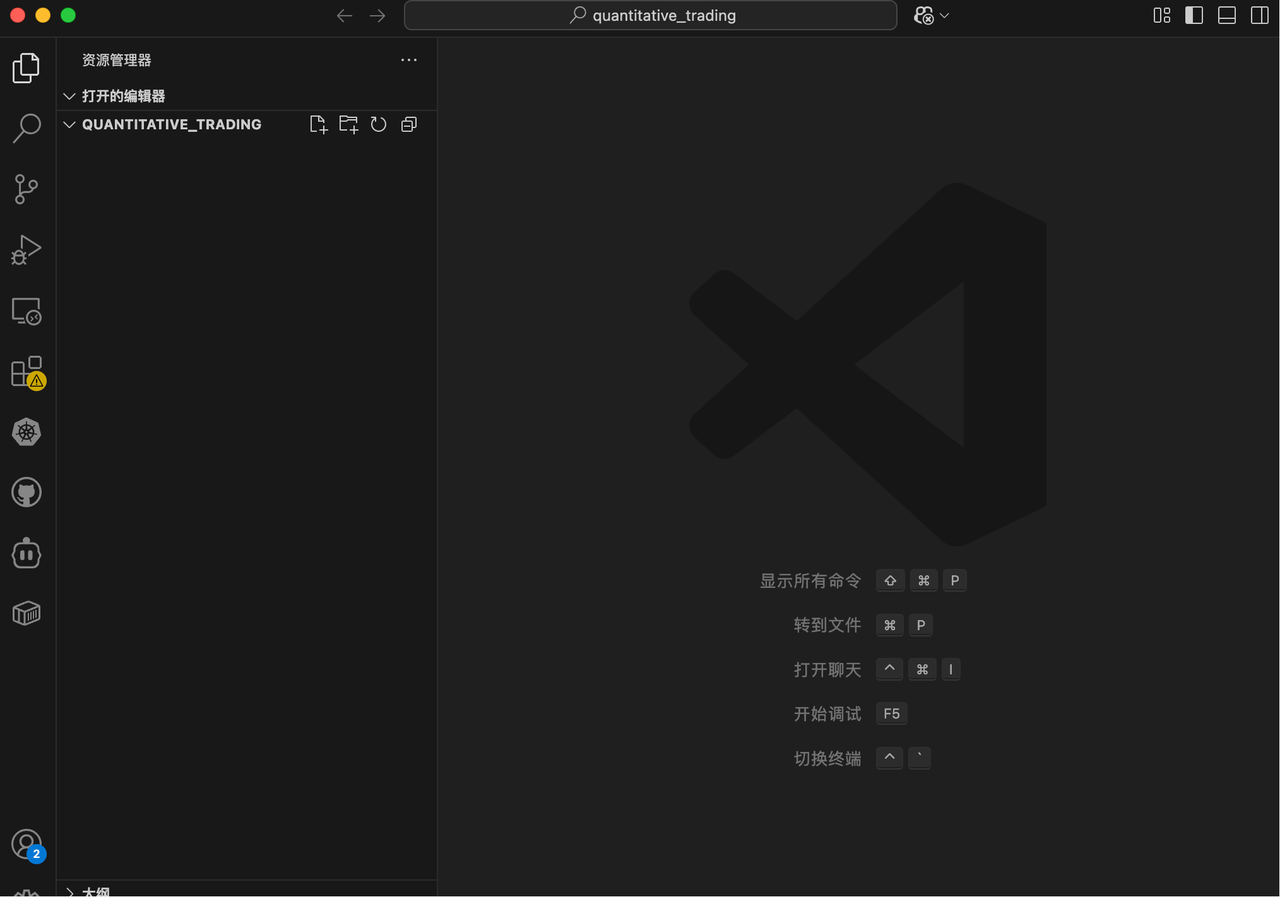 quantitative_trading
资源管理器
打开的编辑器
QUANTITATIVE_TRADING
显示所有命令 ⇧ ⌘ P
转到文件 ⌘ P
打开聊天 ^ ⌘ I
开始调试 F5
切换终端 ^ `
2
大纲